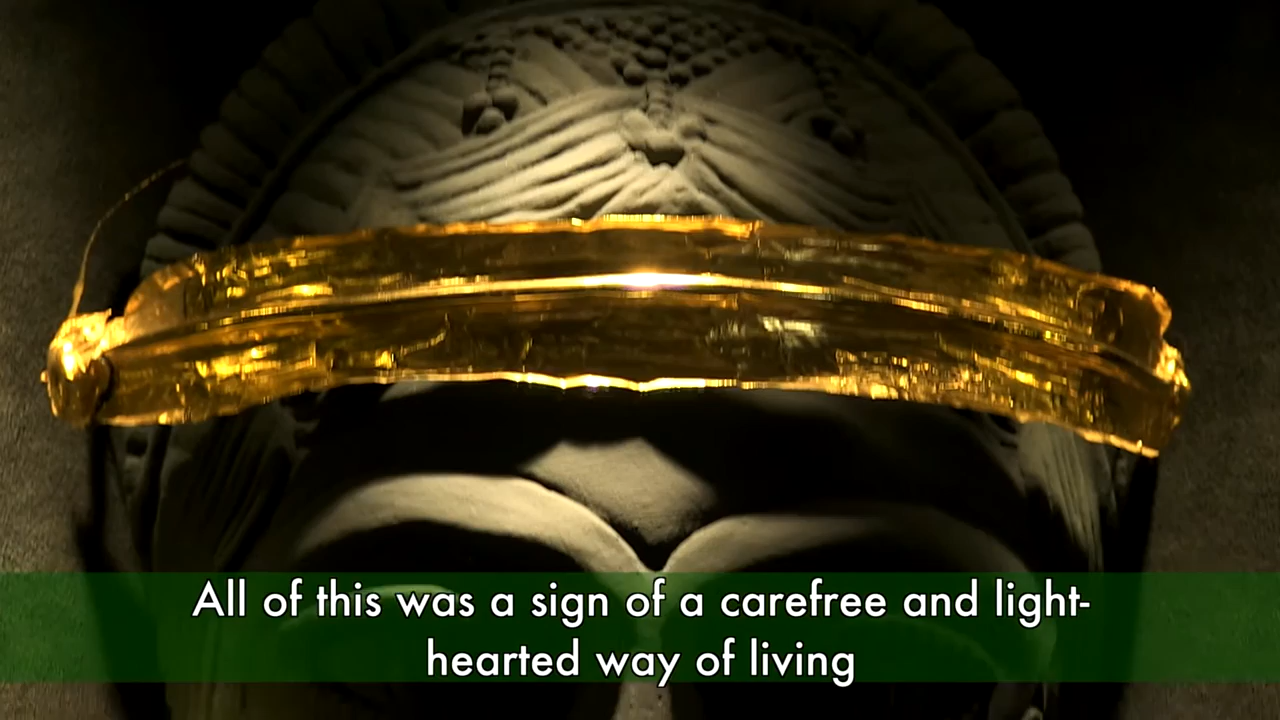 All of this was a sign of a carefree and light-
hearted way of living